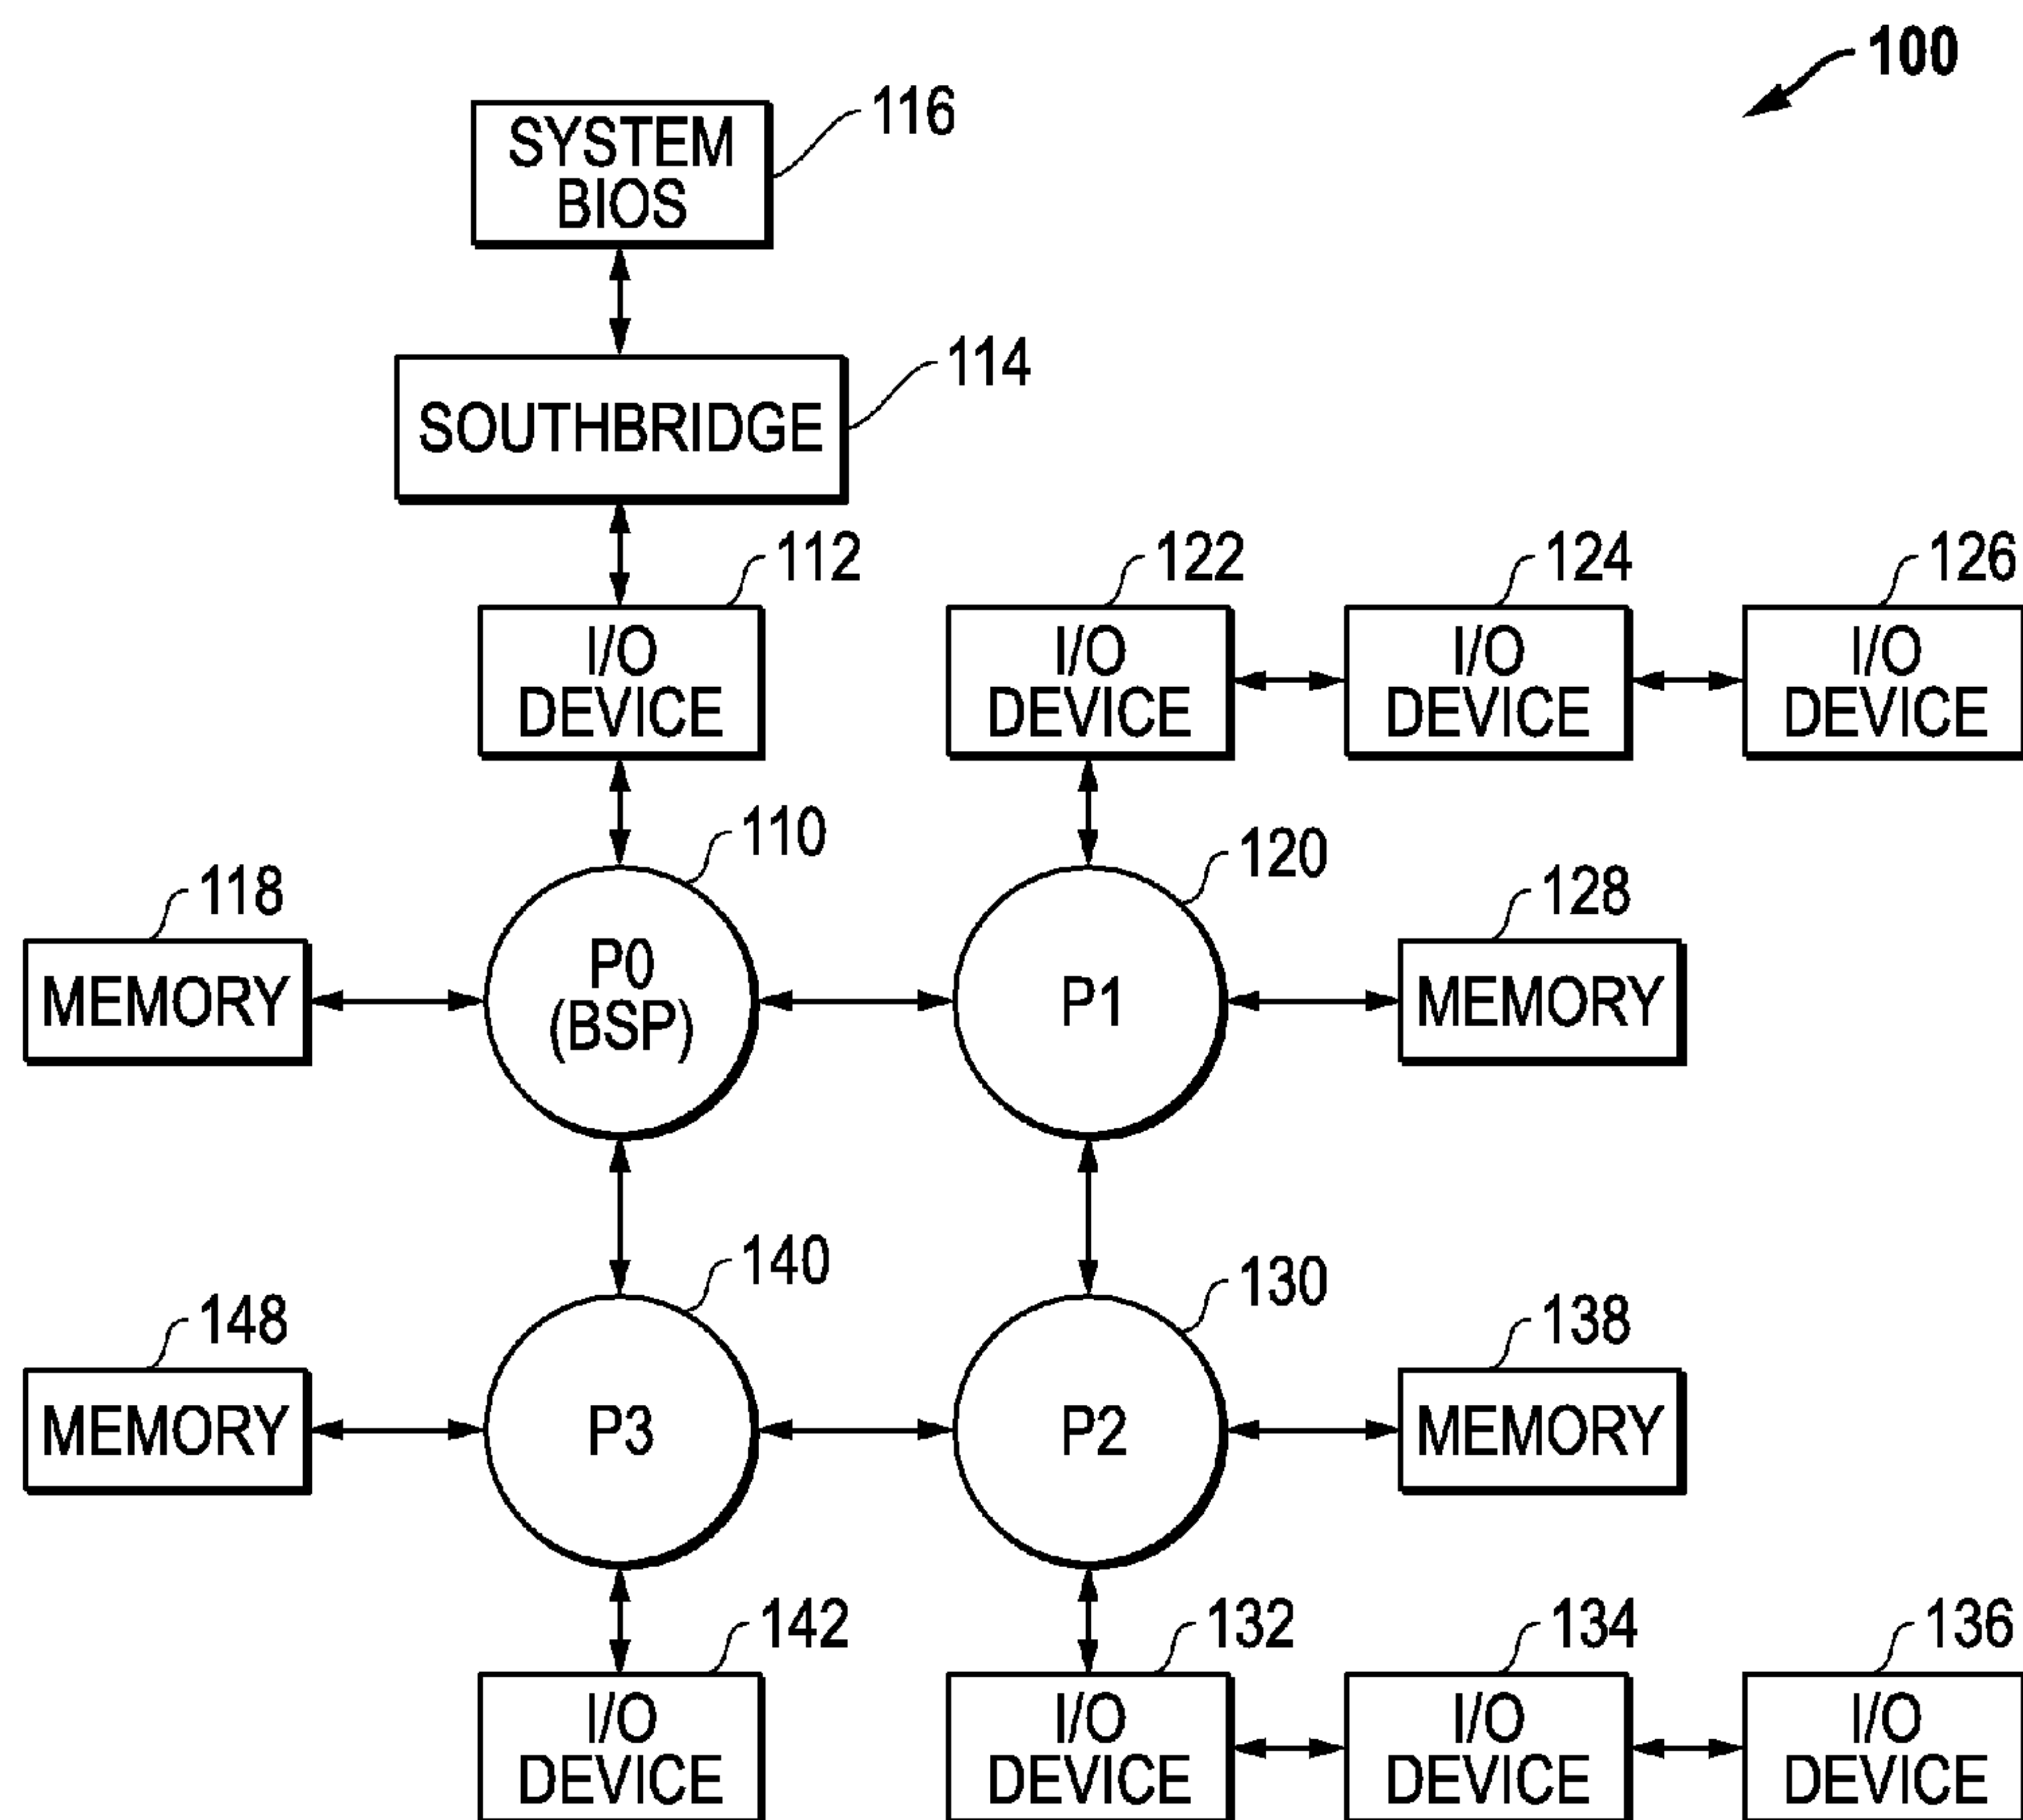 100
SYSTEM
BIOS
116
SOUTHBRIDGE
114
112
122
124
126
I/O
DEVICE
I/O
DEVICE
I/O
DEVICE
I/O
DEVICE
110
120
118
128
MEMORY
P0
(BSP)
P1
MEMORY
140
130
148
138
MEMORY
P3
P2
MEMORY
142
132
134
136
I/O
DEVICE
I/O
DEVICE
I/O
DEVICE
I/O
DEVICE